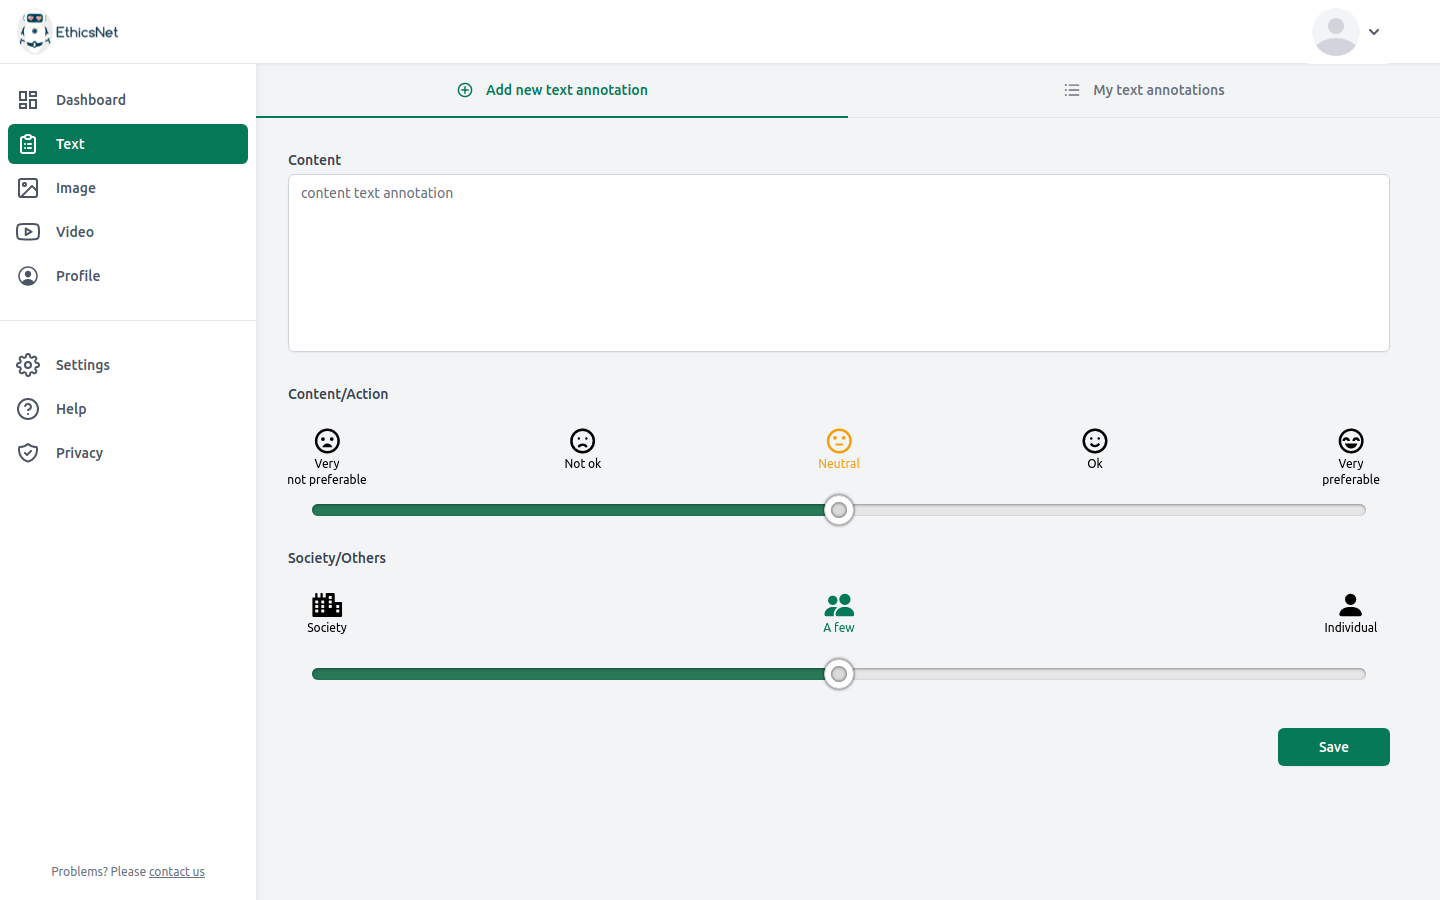 EthicsNet
Dashboard
Text
Image
Video
Profile
Settings
Help
Privacy
Problems? Please contact us
Add new text annotation
My text annotations
Content
content text annotation
Content/Action
Very
not preferable
Not ok
Neutral
Ok
Very
preferable
Society/Others
Society
A few
Individual
Save